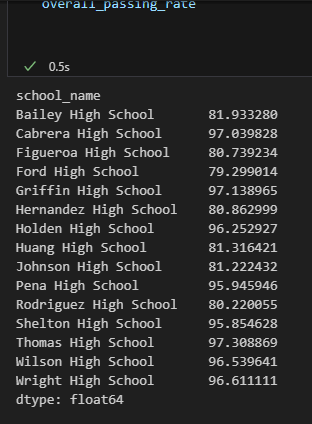 overall_passing_rate
0.5s
school_name
Bailey High School 81.933280
Cabrera High School 97.039828
Figueroa High School 80.739234
Ford High School 79.299014
Griffin High School 97.138965
Hernandez High School 80.862999
Holden High School 96.252927
Huang High School 81.316421
Johnson High School 81.222432
Pena High School 95.945946
Rodriguez High School 80.220055
Shelton High School 95.854628
Thomas High School 97.308869
Wilson High School 96.539641
Wright High School 96.611111
dtype: float64